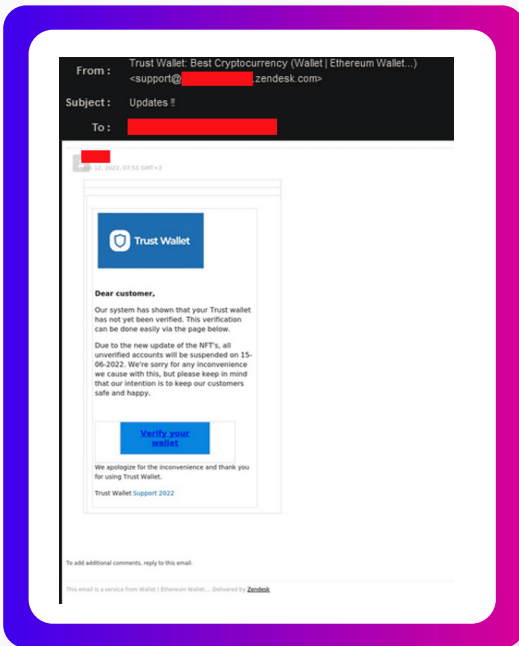 From : Trust Wallet: Best Cryptocurrency (Wallet | Ethereum Wallet...)
<support@ .zendesk.com>
Subject : Updates !!
To :
12, 2022, 07:51 GMT+3
Trust Wallet
Dear customer,
Our system has shown that your Trust wallet
has not yet been verified. This verification
can be done easily via the page below.
Due to the new update of the NFT's, all
unverified accounts will be suspended on 15-
06-2022. We're sorry for any inconvenience
we cause with this, but please keep in mind
that our intention is to keep our customers
safe and happy.
Verify your
wallet
We apologize for the inconvenience and thank you
for using Trust Wallet.
Trust Wallet Support 2022
To add additional comments, reply to this email.
This email is a service from Wallet | Ethereum Wallet... Delivered by Zendesk